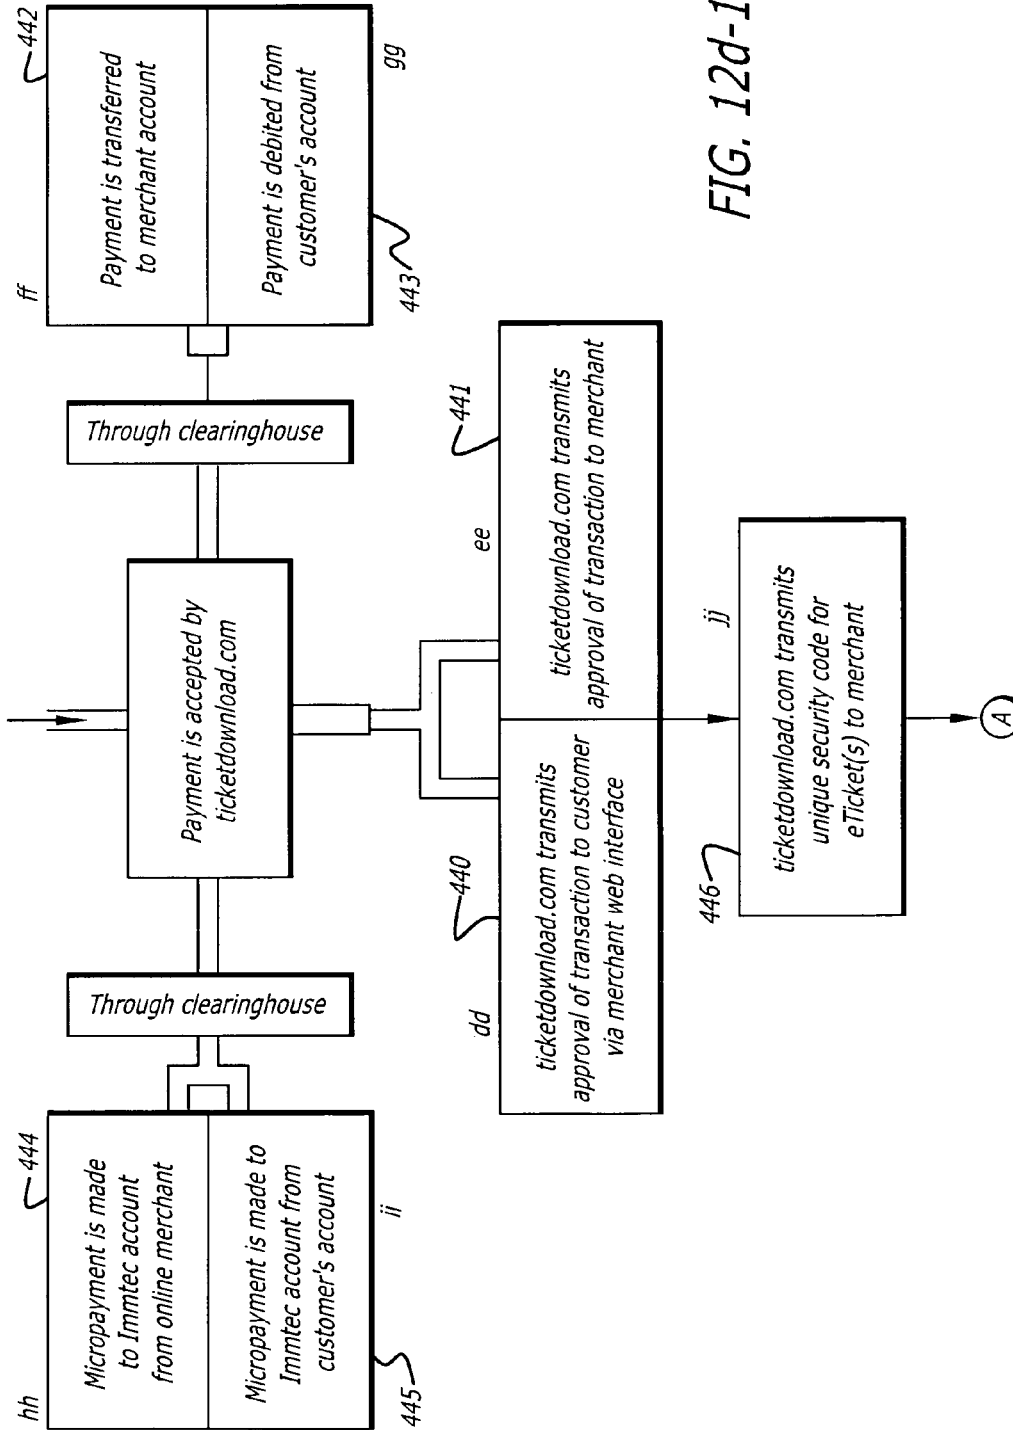 hh
444
Micropayment is made
to Immtec account
from online merchant
Micropayment is made to
Immtec account from
customer's account
445
ii
Through clearinghouse
Payment is accepted by
ticketdownload.com
Through clearinghouse
ff
442
Payment is transferred
to merchant account
Payment is debited from
customer's account
443
gg
dd
440
ticketdownload.com transmits
approval of transaction to customer
via merchant web interface
ee
441
ticketdownload.com transmits
approval of transaction to merchant
446
jj
ticketdownload.com transmits
unique security code for
eTicket(s) to merchant
A
FIG. 12d-1